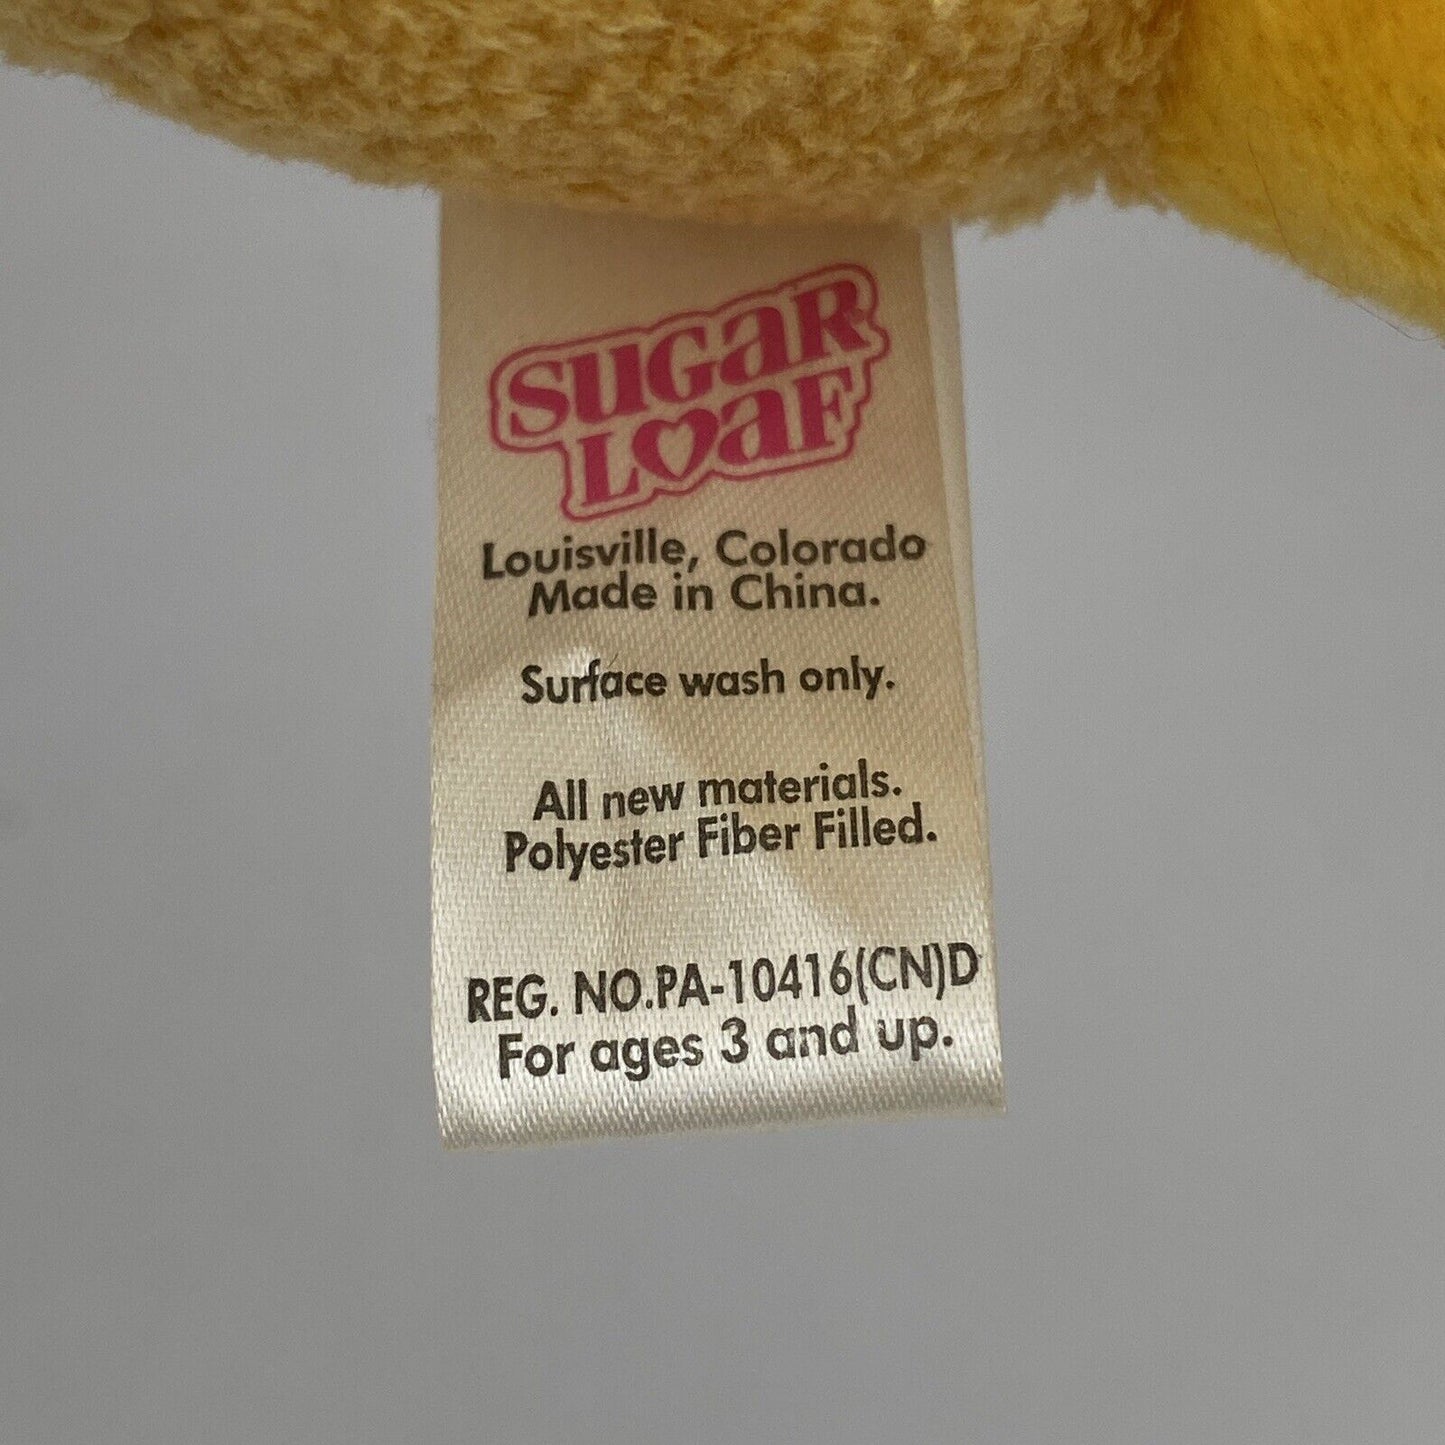 SUGAR
LOAF
Louisville, Colorado
Made in China.
Surface wash only.
All new materials.
Polyester Fiber Filled.
REG. NO.PA-10416(CN)D
For ages 3 and up.